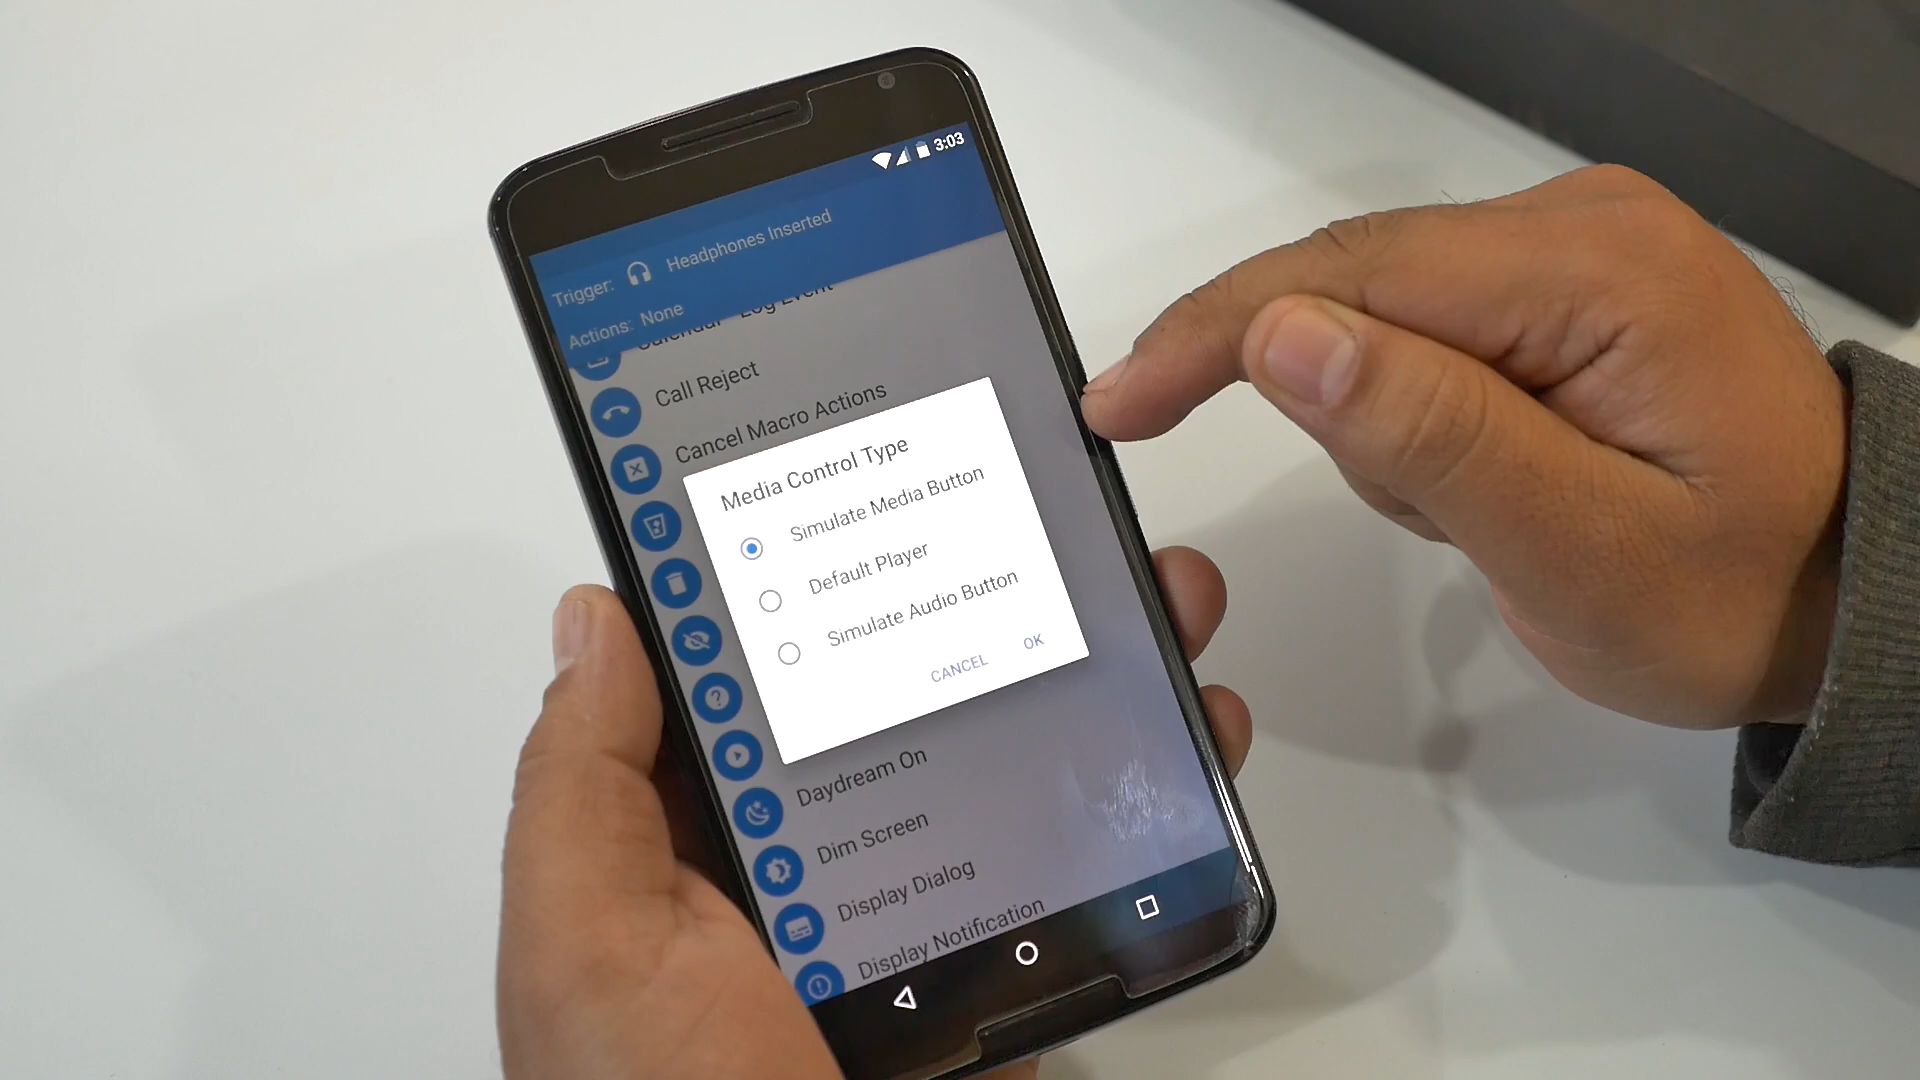 3:03
Trigger: Headphones Inserted
Actions: None
Calendar - Log Event
Call Reject
Cancel Macro Actions
Media Control Type
Simulate Media Button
Default Player
Simulate Audio Button
CANCEL OK
Daydream On
Dim Screen
Display Dialog
Display Notification